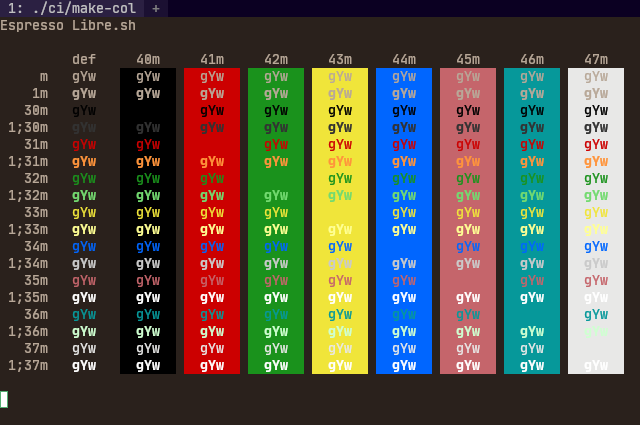 1: ./ci/make-col +
Espresso Libre.sh
def 40m 41m 42m 43m 44m 45m 46m 47m
m gYw gYw gYw gYw gYw gYw gYw gYw gYw
1m gYw gYw gYw gYw gYw gYw gYw gYw gYw
30m gYw gYw gYw gYw gYw gYw gYw gYw
1;30m gYw gYw gYw gYw gYw gYw gYw gYw gYw
31m gYw gYw gYw gYw gYw gYw gYw gYw
1;31m gYw gYw gYw gYw gYw gYw gYw gYw gYw
32m gYw gYw gYw gYw gYw gYw gYw gYw
1;32m gYw gYw gYw gYw gYw gYw gYw gYw gYw
33m gYw gYw gYw gYw gYw gYw gYw gYw
1;33m gYw gYw gYw gYw gYw gYw gYw gYw gYw
34m gYw gYw gYw gYw gYw gYw gYw gYw
1;34m gYw gYw gYw gYw gYw gYw gYw gYw gYw
35m gYw gYw gYw gYw gYw gYw gYw gYw
1;35m gYw gYw gYw gYw gYw gYw gYw gYw gYw
36m gYw gYw gYw gYw gYw gYw gYw gYw
1;36m gYw gYw gYw gYw gYw gYw gYw gYw gYw
37m gYw gYw gYw gYw gYw gYw gYw gYw
1;37m gYw gYw gYw gYw gYw gYw gYw gYw gYw